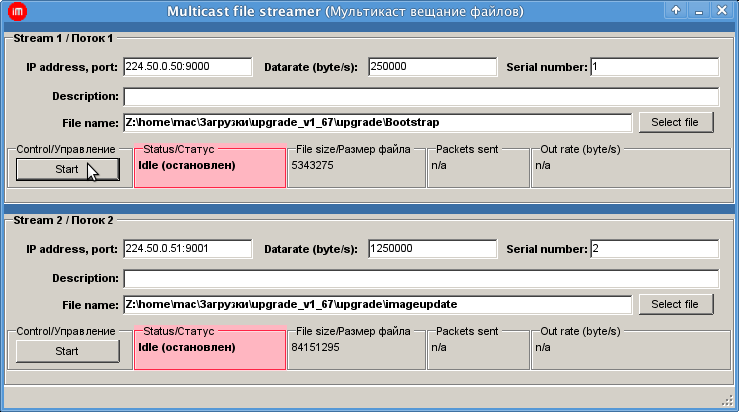 im Multicast file streamer (Мультикаст вещание файлов)
Stream 1 / Поток 1
IP address, port: 224.50.0.50:9000 Datarate (byte/s): 250000 Serial number: 1
Description:
File name: Z:\home\mac\Загрузки\upgrade_v1_67\upgrade\Bootstrap Select file
Control/Управление Status/Статус File size/Размер файла Packets sent Out rate (byte/s)
Start Idle (остановлен) 5343275 n/a n/a
Stream 2 / Поток 2
IP address, port: 224.50.0.51:9001 Datarate (byte/s): 1250000 Serial number: 2
Description:
File name: Z:\home\mac\Загрузки\upgrade_v1_67\upgrade\imageupdate Select file
Control/Управление Status/Статус File size/Размер файла Packets sent Out rate (byte/s)
Start Idle (остановлен) 84151295 n/a n/a